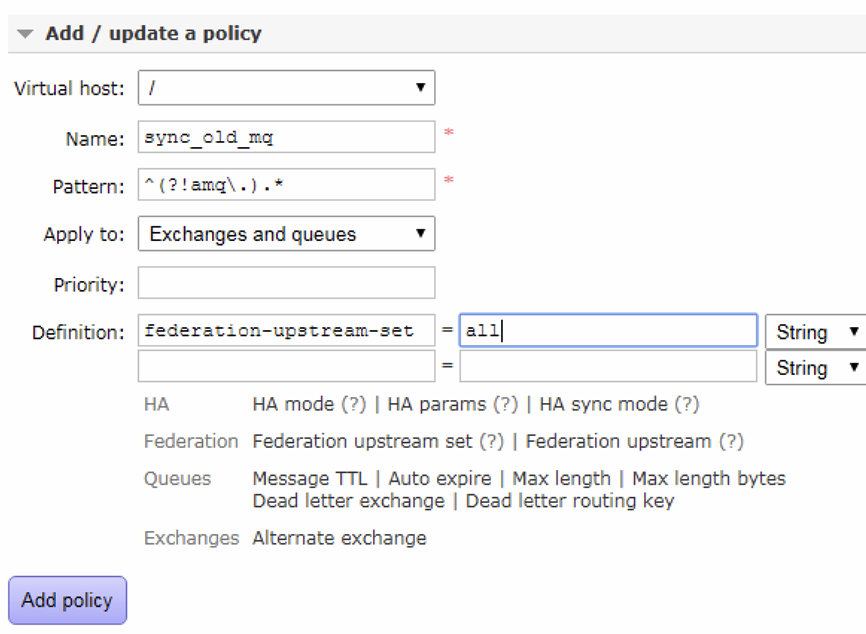 Add / update a policy
Virtual host: /
Name: sync_old_mq *
Pattern: ^(?!amq\.).* *
Apply to: Exchanges and queues
Priority:
Definition: federation-upstream-set = all String
= String
HA HA mode (?) | HA params (?) | HA sync mode (?)
Federation Federation upstream set (?) | Federation upstream (?)
Queues Message TTL | Auto expire | Max length | Max length bytes
Dead letter exchange | Dead letter routing key
Exchanges Alternate exchange
Add policy